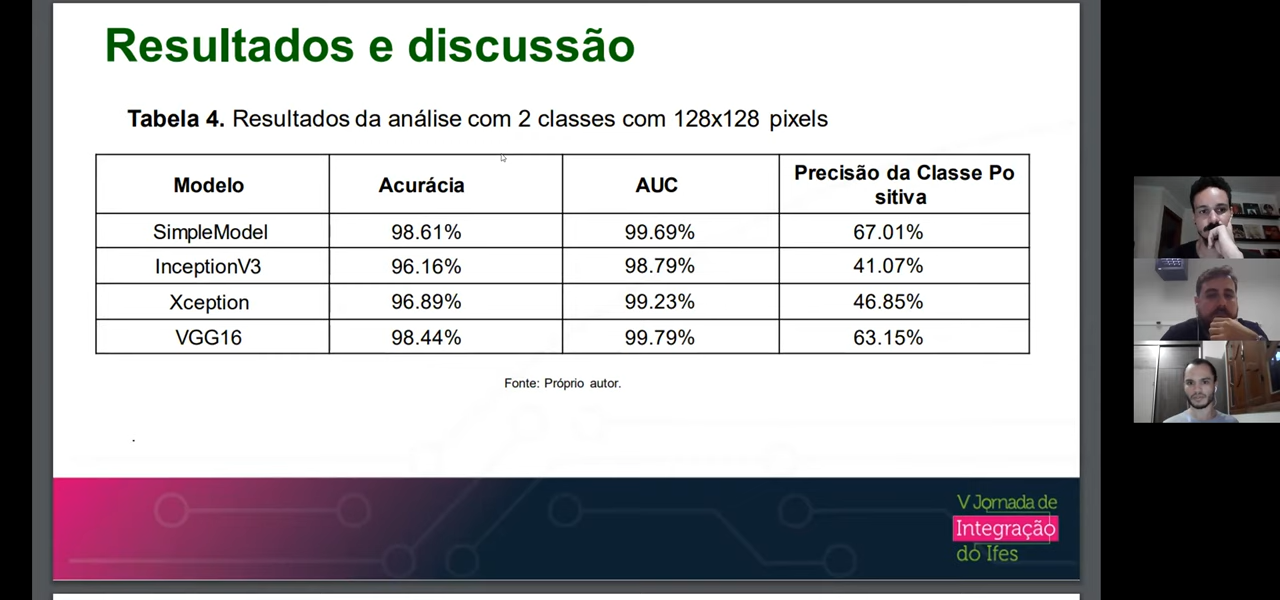 Resultados e discussão
Tabela 4. Resultados da análise com 2 classes com 128x128 pixels
Modelo Acurácia AUC Precisão da Classe Po
sitiva
SimpleModel 98.61% 99.69% 67.01%
InceptionV3 96.16% 98.79% 41.07%
Xception 96.89% 99.23% 46.85%
VGG16 98.44% 99.79% 63.15%
Fonte: Próprio autor.
.
V Jornada de
Integração
do Ifes